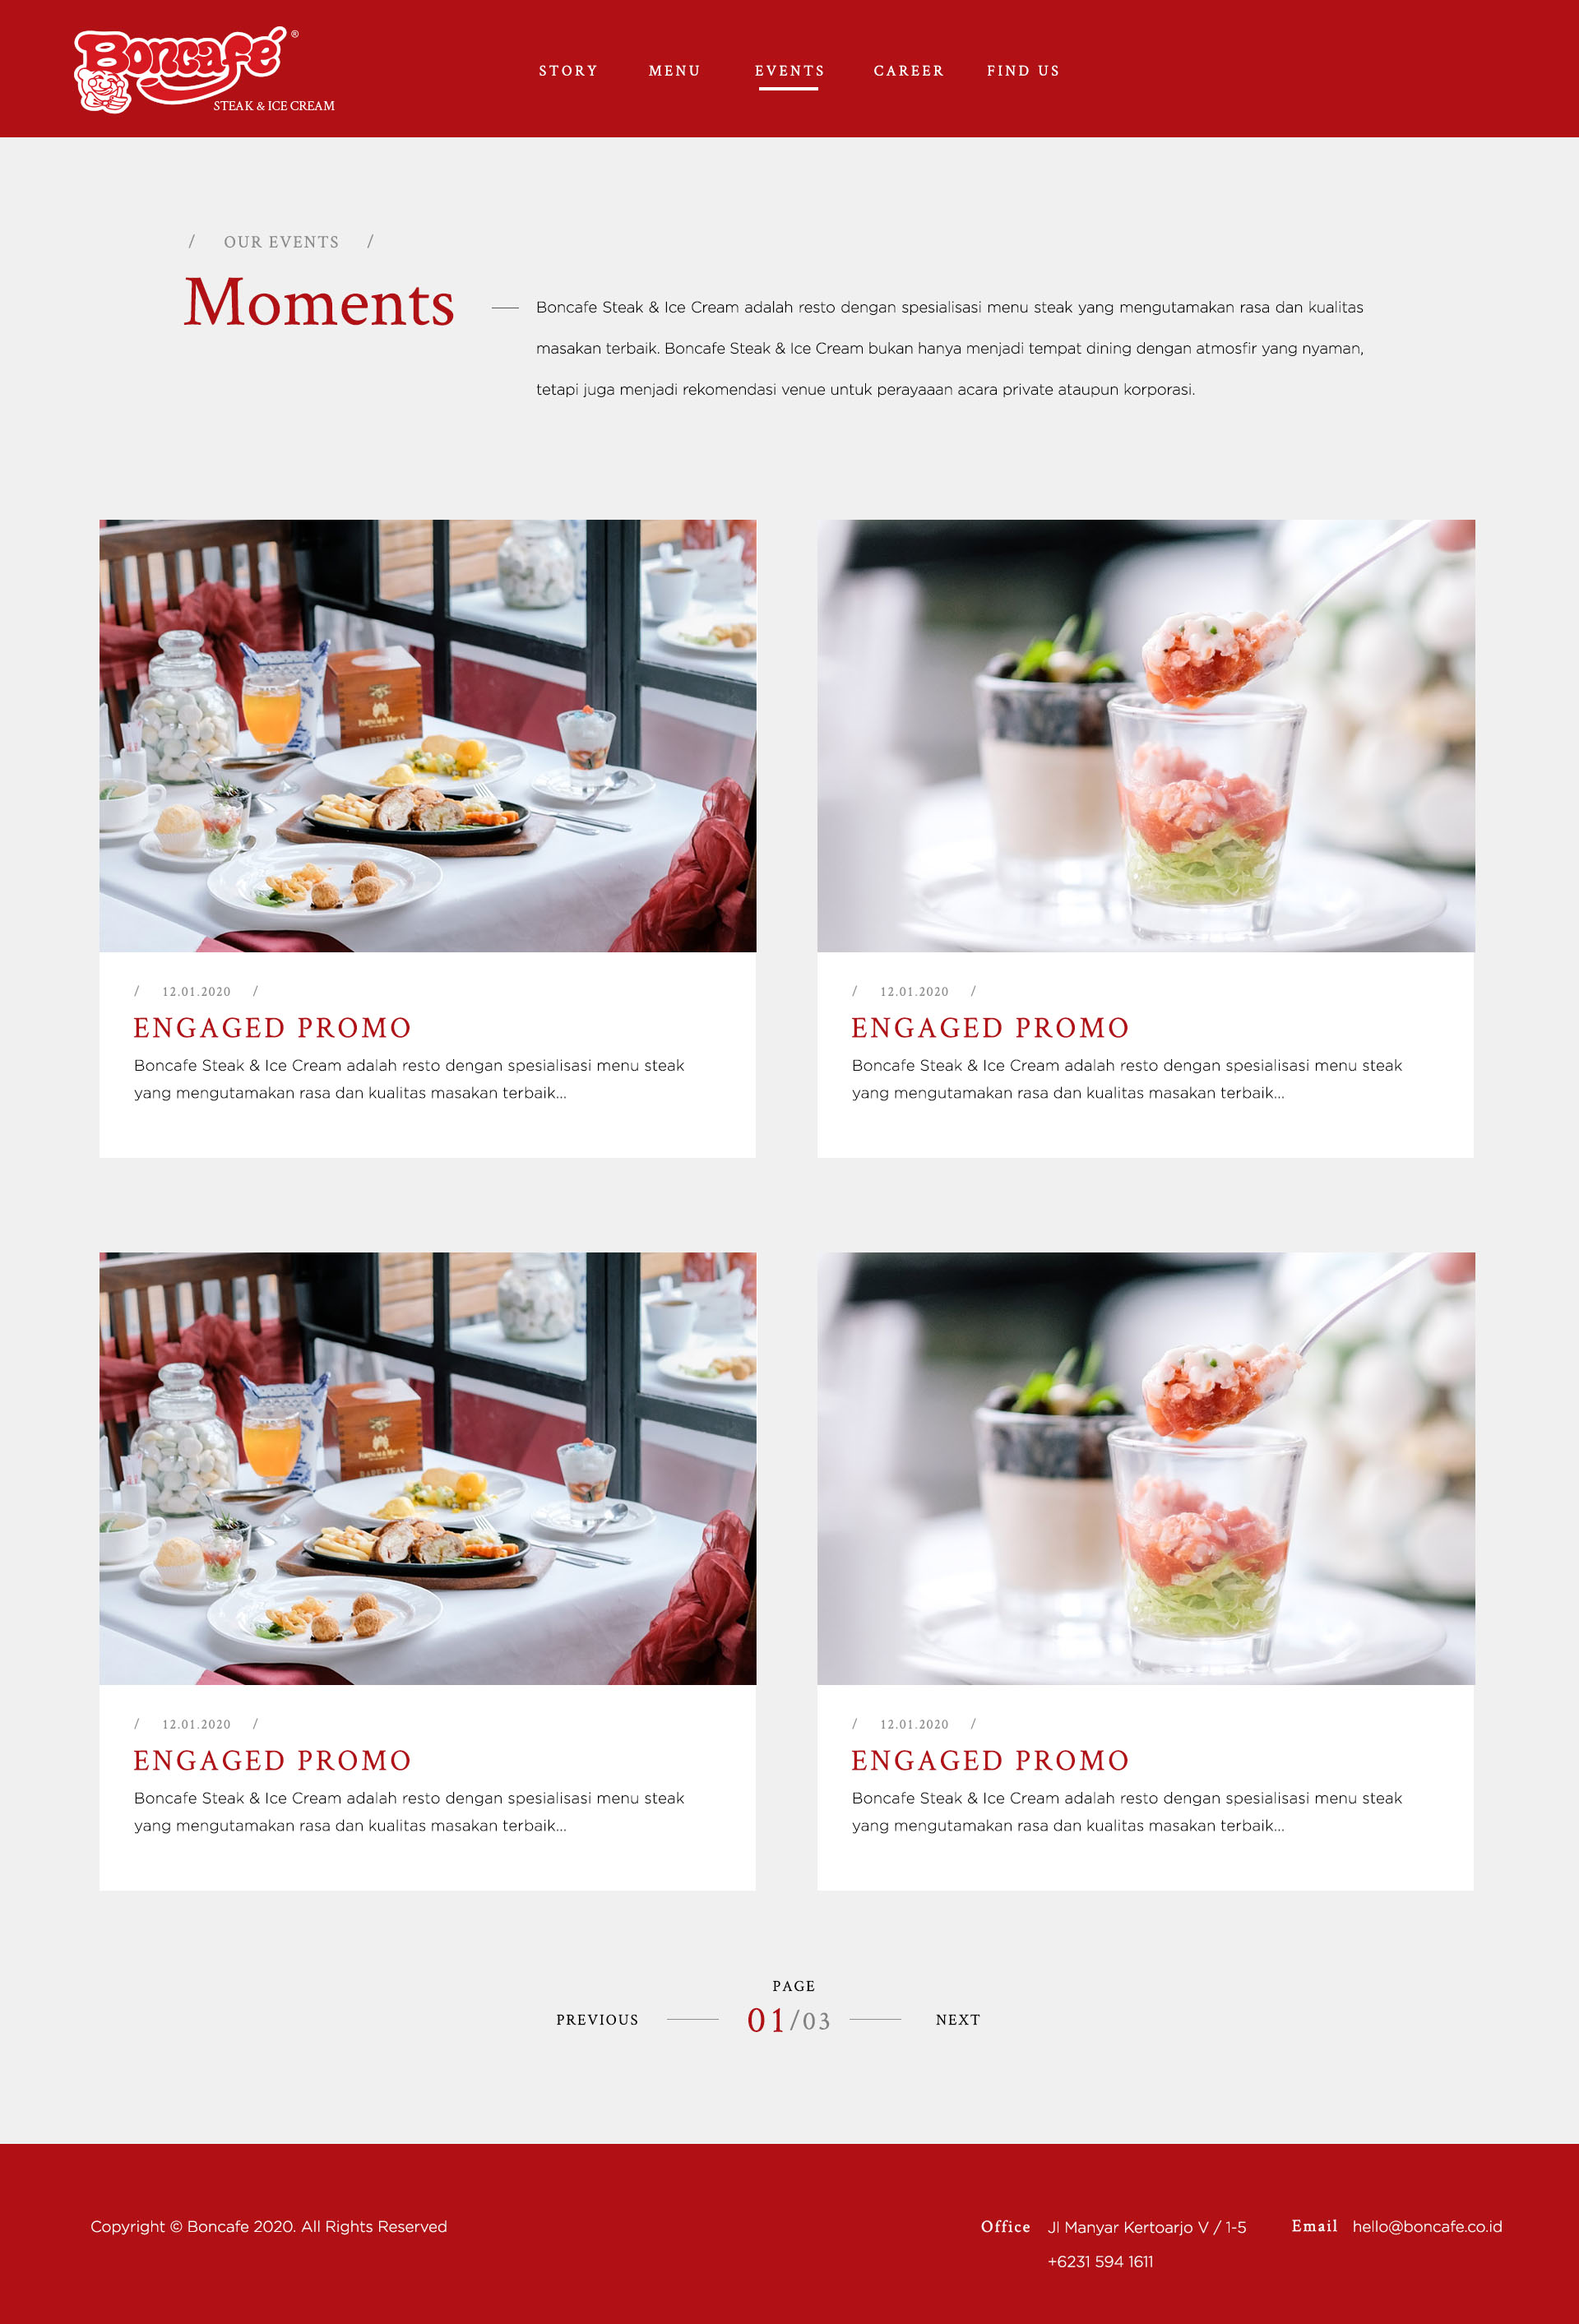 Boncafé®
STEAK & ICE CREAM
STORY MENU EVENTS CAREER FIND US
/ OUR EVENTS /
Moments
Boncafe Steak & Ice Cream adalah resto dengan spesialisasi menu steak yang mengutamakan rasa dan kualitas
masakan terbaik. Boncafe Steak & Ice Cream bukan hanya menjadi tempat dining dengan atmosfir yang nyaman,
tetapi juga menjadi rekomendasi venue untuk perayaaan acara private ataupun korporasi.
RARE TEAS
/ 12.01.2020 /
ENGAGED PROMO
Boncafe Steak & Ice Cream adalah resto dengan spesialisasi menu steak
yang mengutamakan rasa dan kualitas masakan terbaik...
/ 12.01.2020 /
ENGAGED PROMO
Boncafe Steak & Ice Cream adalah resto dengan spesialisasi menu steak
yang mengutamakan rasa dan kualitas masakan terbaik...
RARE TEAS
/ 12.01.2020 /
ENGAGED PROMO
Boncafe Steak & Ice Cream adalah resto dengan spesialisasi menu steak
yang mengutamakan rasa dan kualitas masakan terbaik...
/ 12.01.2020 /
ENGAGED PROMO
Boncafe Steak & Ice Cream adalah resto dengan spesialisasi menu steak
yang mengutamakan rasa dan kualitas masakan terbaik...
PAGE
PREVIOUS 01/03 NEXT
Copyright © Boncafe 2020. All Rights Reserved
Office Jl Manyar Kertoarjo V / 1-5
+6231 594 1611
Email hello@boncafe.co.id